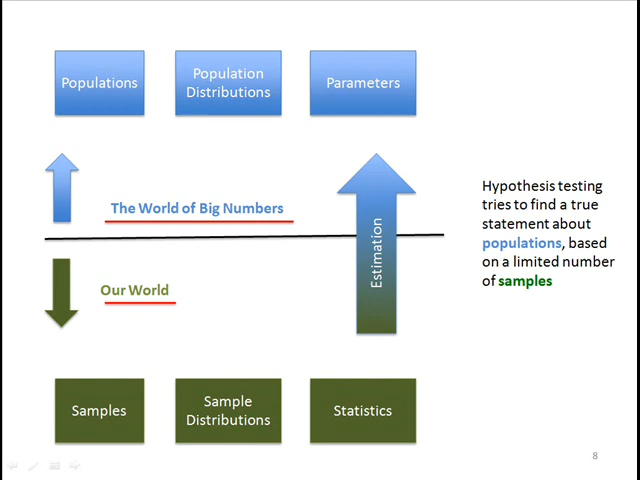 Populations
Population
Distributions
Parameters
The World of Big Numbers
Our World
Estimation
Hypothesis testing
tries to find a true
statement about
populations, based
on a limited number
of samples
Samples
Sample
Distributions
Statistics
8